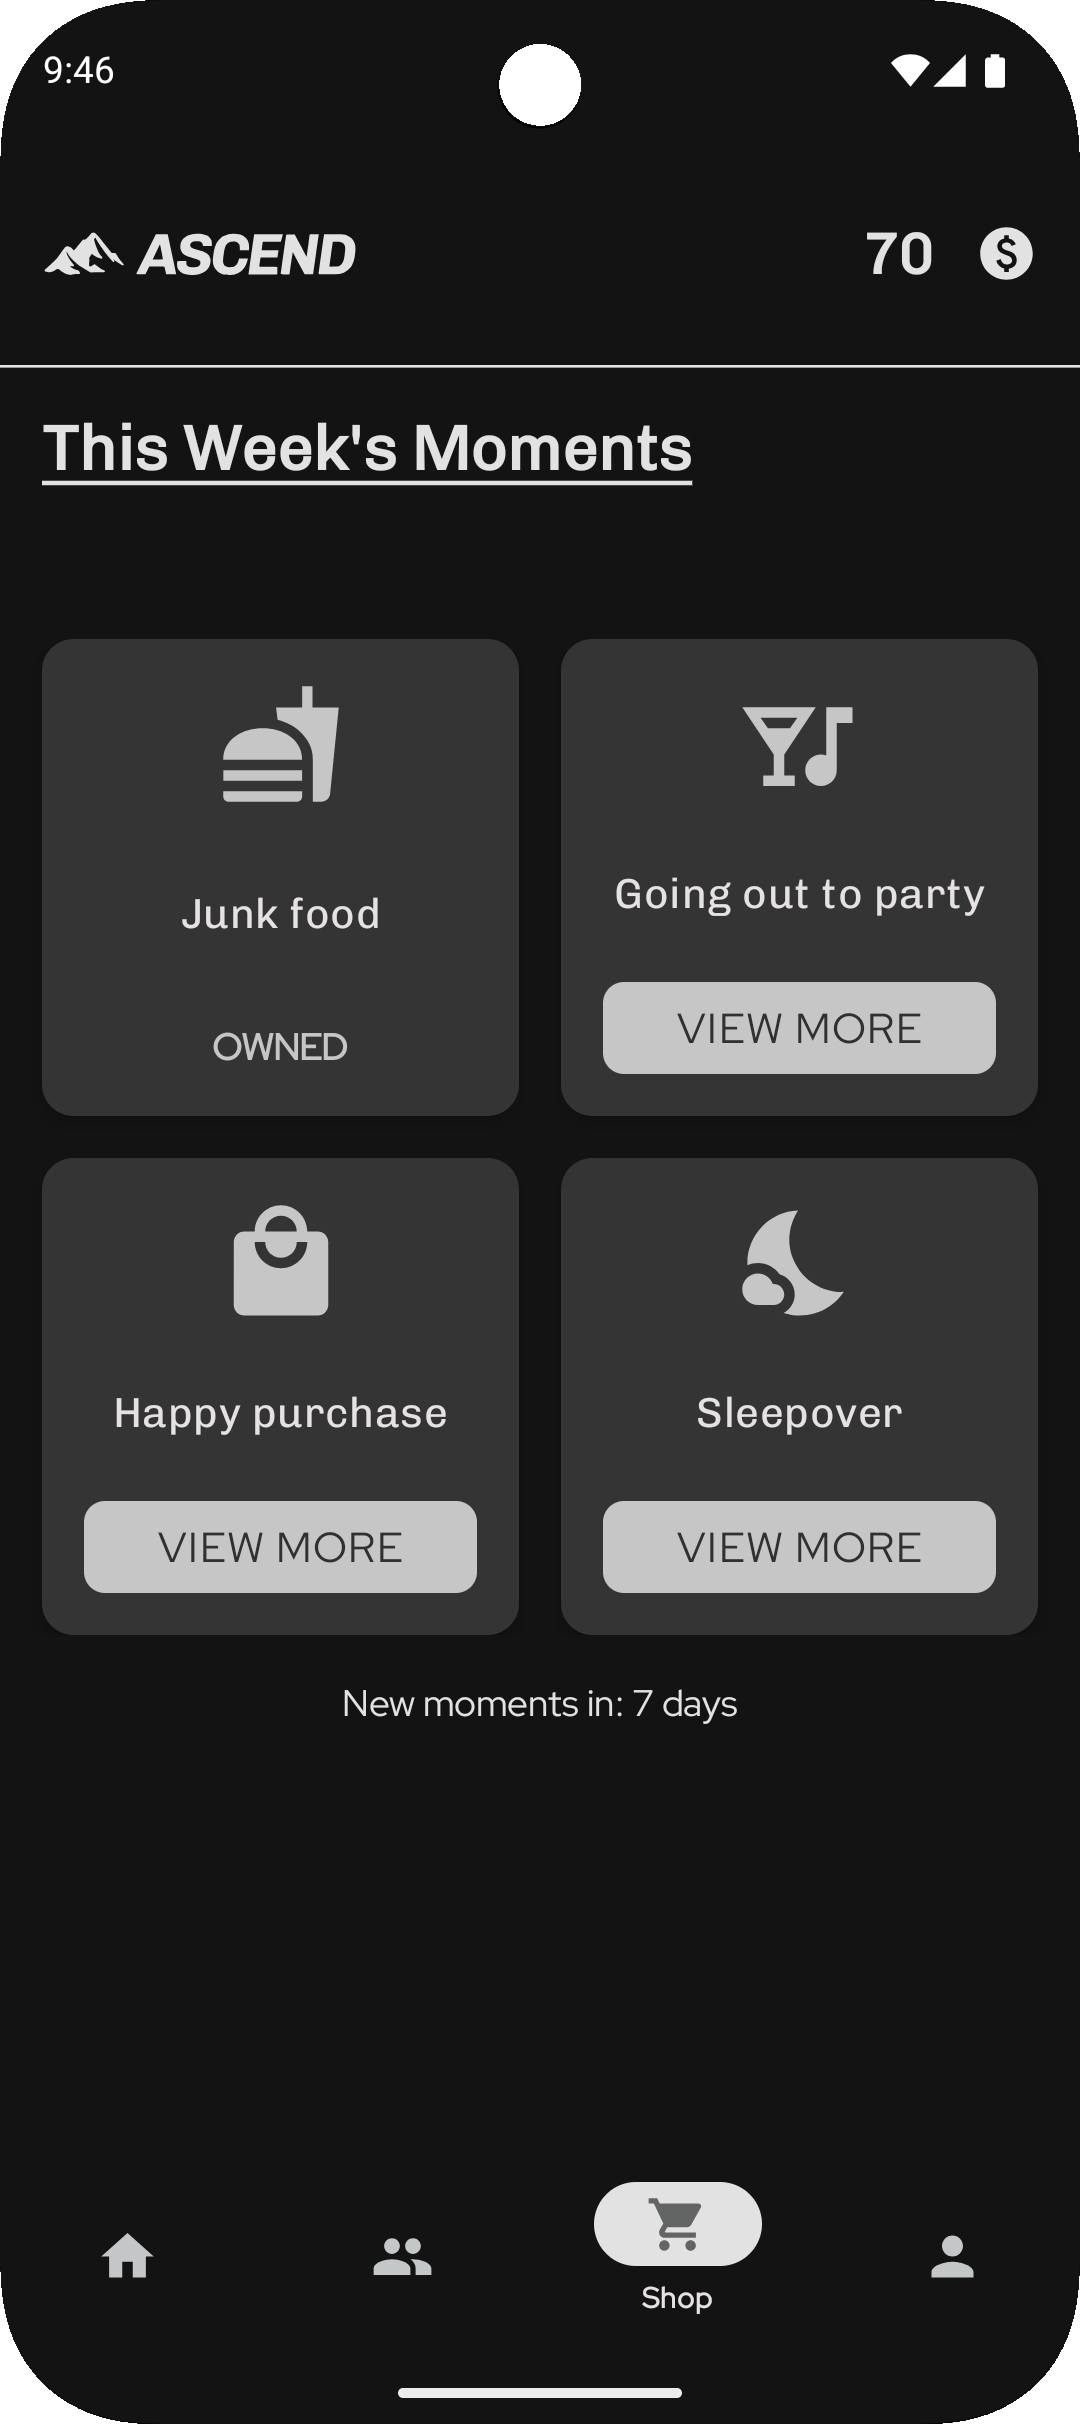 9:46
ASCEND
70
This Week's Moments
Junk food
OWNED
Going out to party
VIEW MORE
Happy purchase
VIEW MORE
Sleepover
VIEW MORE
New moments in: 7 days
Shop